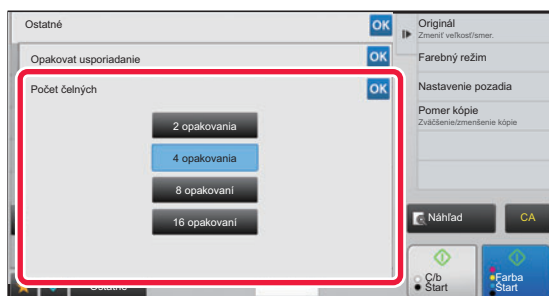 Ostatné
OK
Opakovat usporiadanie
OK
Počet čelných
OK
2 opakovania
4 opakovania
8 opakovaní
16 opakovaní
Originál
Zmeniť veľkosť/smer.
Farebný režim
Nastavenie pozadia
Pomer kópie
Zväčšenie/zmenšenie kópie
Náhľad
CA
C/b
Štart
Farba
Štart